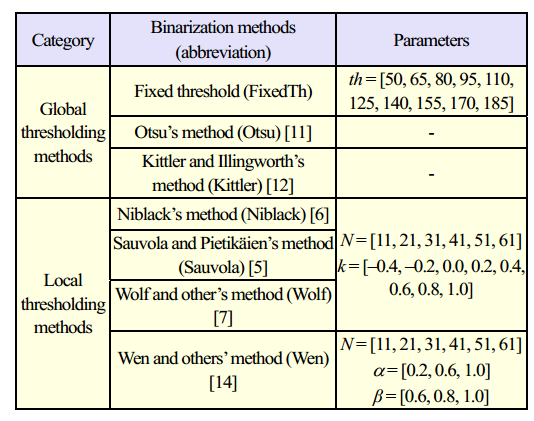 Category
Binarization methods
(abbreviation)
Parameters
Global
thresholding
methods
Fixed threshold (FixedTh)
th=[50, 65, 80, 95, 110,
125, 140, 155, 170, 185]
Otsu's method (Otsu) [11]
-
Kittler and Illingworth's
method (Kittler) [12]
-
Local
thresholding
methods
Niblack's method (Niblack) [6]
Sauvola and Pietikäien's method
(Sauvola) [5]
Wolf and other's method (Wolf)
[7]
N=[11, 21, 31, 41, 51, 61]
k=[–0.4, –0.2, 0.0, 0.2, 0.4,
0.6, 0.8, 1.0]
Wen and others' method (Wen)
[14]
N=[11, 21, 31, 41, 51, 61]
α=[0.2, 0.6, 1.0]
β=[0.6, 0.8, 1.0]